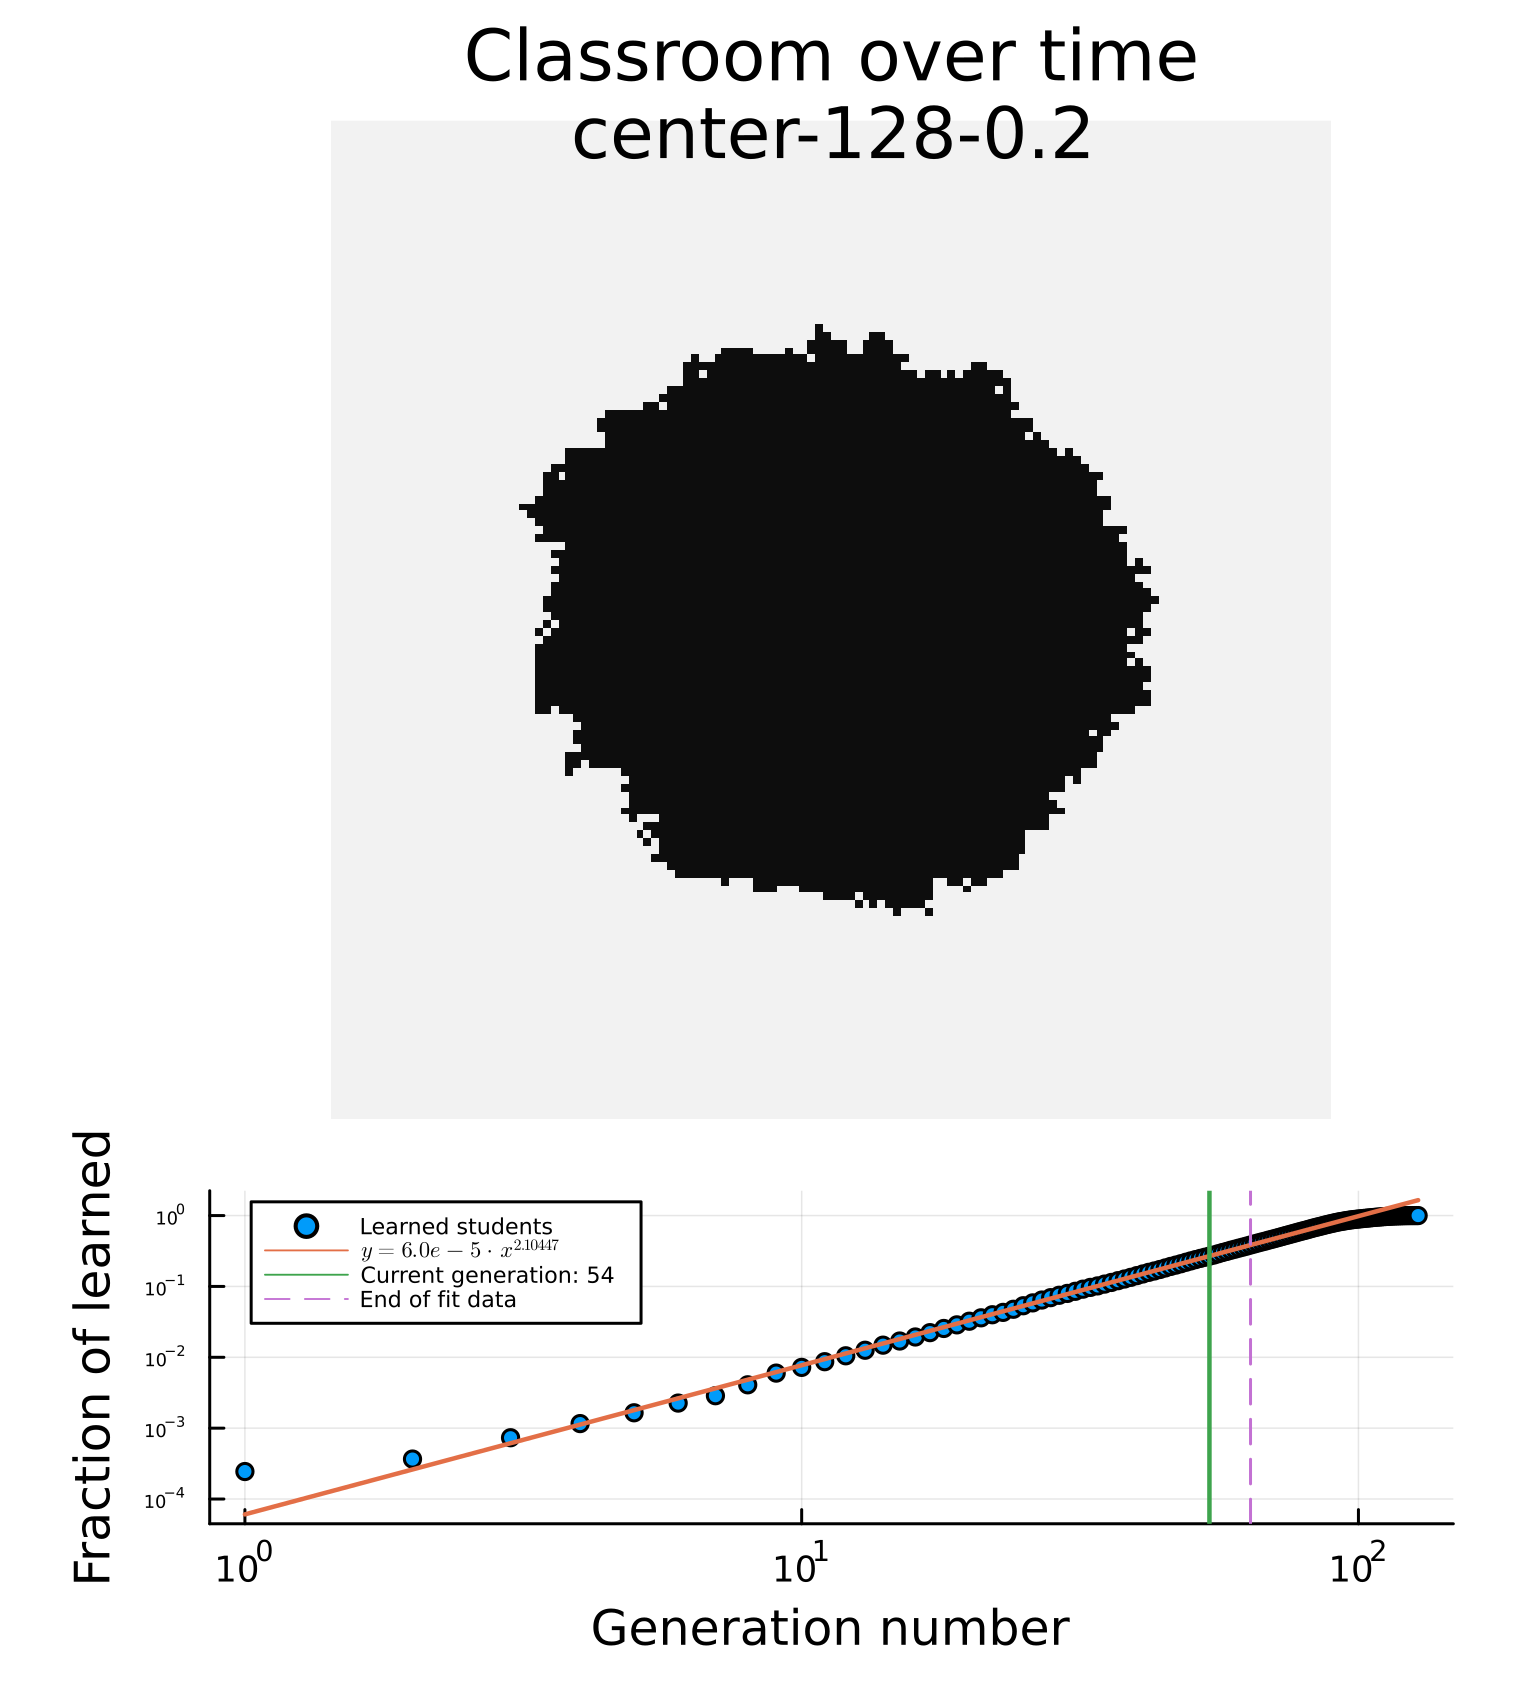 Classroom over time
center-128-0.2
Fraction of learned
10^0
10^−1
10^−2
10^−3
10^−4
Learned students
y = 6.0e − 5 · x^2.10447
Current generation: 54
End of fit data
10^0 10^1 10^2
Generation number